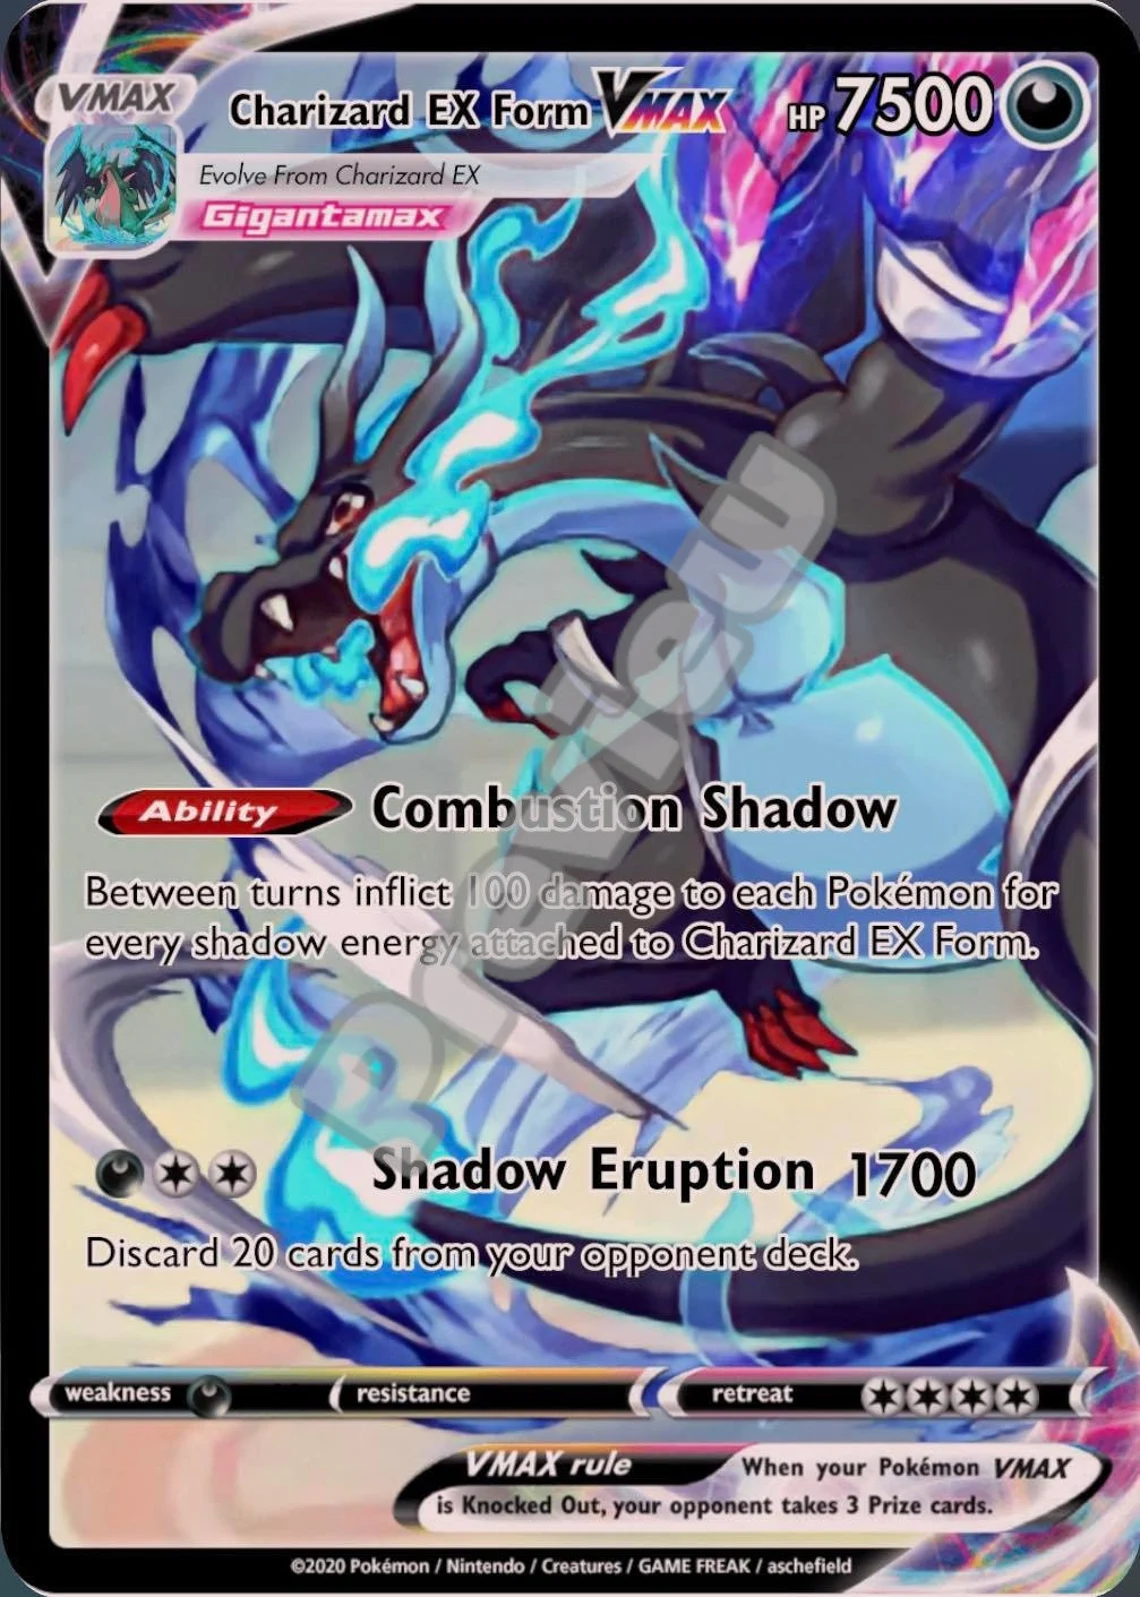 VMAX
Charizard EX Form VMAX HP 7500
Evolve From Charizard EX
Gigantamax
Preview
Ability Combustion Shadow
Between turns inflict 100 damage to each Pokémon for
every shadow energy attached to Charizard EX Form.
Shadow Eruption 1700
Discard 20 cards from your opponent deck.
weakness resistance retreat
VMAX rule When your Pokémon VMAX
is Knocked Out, your opponent takes 3 Prize cards.
©2020 Pokémon / Nintendo / Creatures / GAME FREAK / aschefield